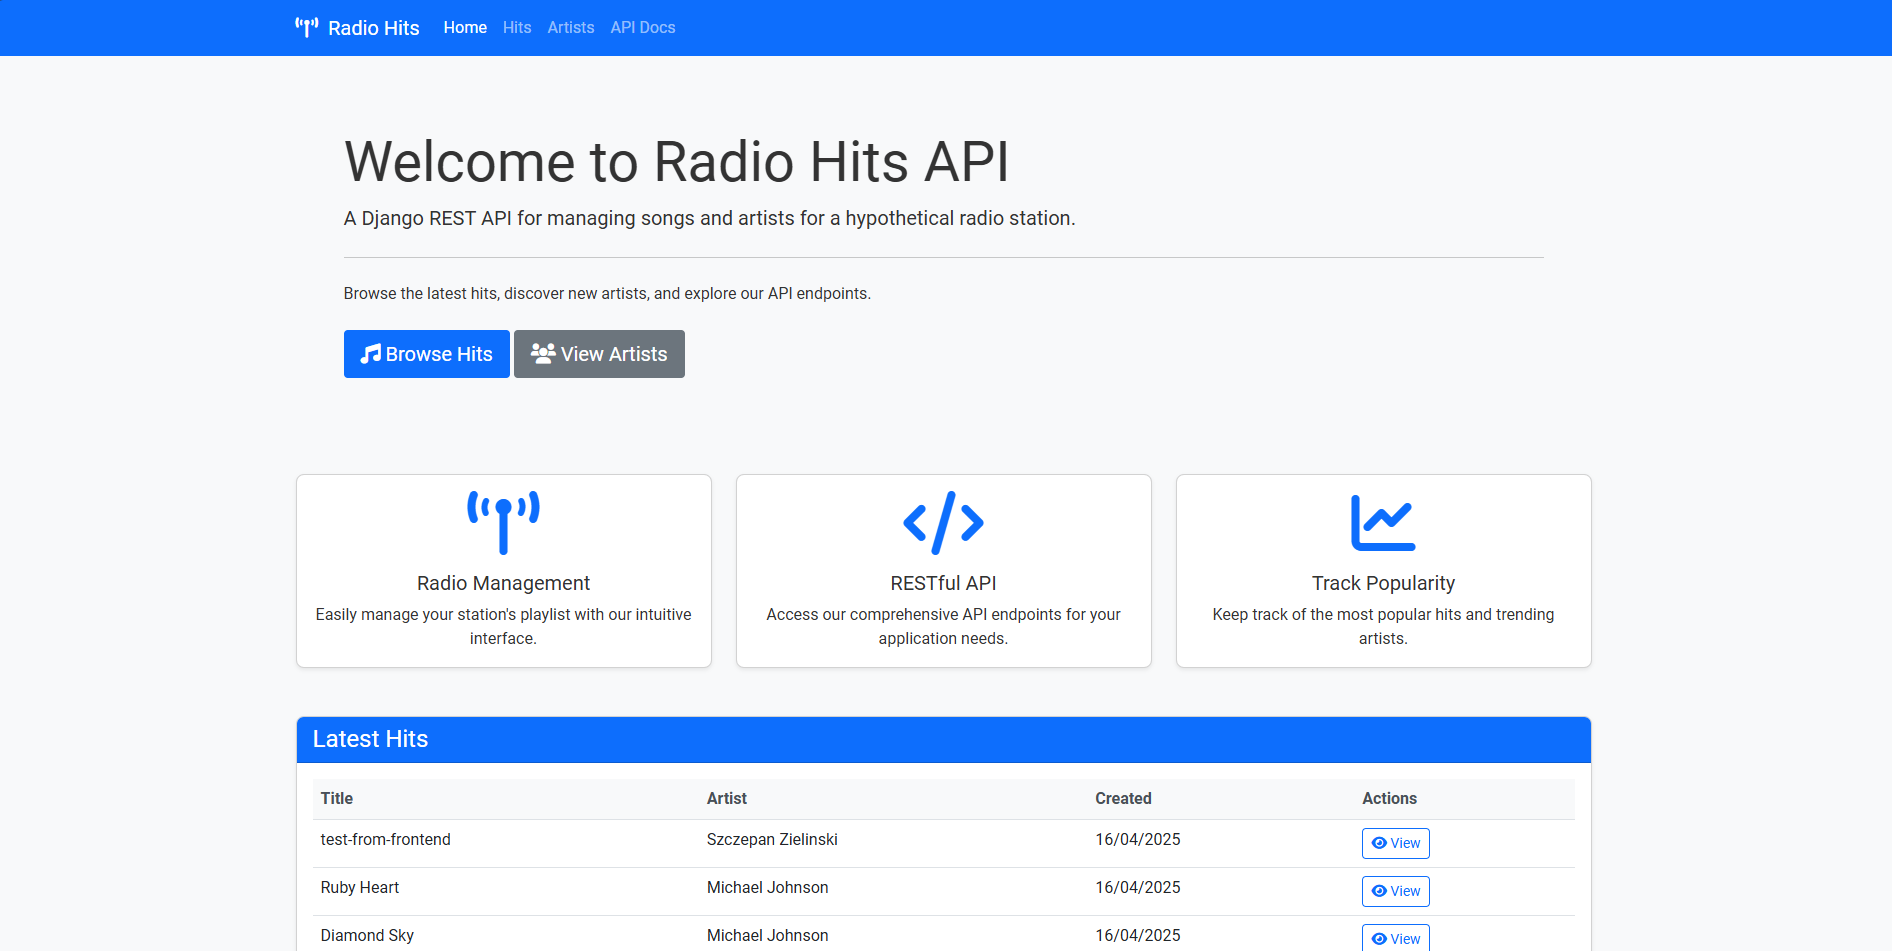 Radio Hits Home Hits Artists API Docs
Welcome to Radio Hits API
A Django REST API for managing songs and artists for a hypothetical radio station.
Browse the latest hits, discover new artists, and explore our API endpoints.
Browse Hits View Artists
Radio Management
Easily manage your station's playlist with our intuitive
interface.
RESTful API
Access our comprehensive API endpoints for your
application needs.
Track Popularity
Keep track of the most popular hits and trending
artists.
Latest Hits
Title Artist Created Actions
test-from-frontend Szczepan Zielinski 16/04/2025 View
Ruby Heart Michael Johnson 16/04/2025 View
Diamond Sky Michael Johnson 16/04/2025 View